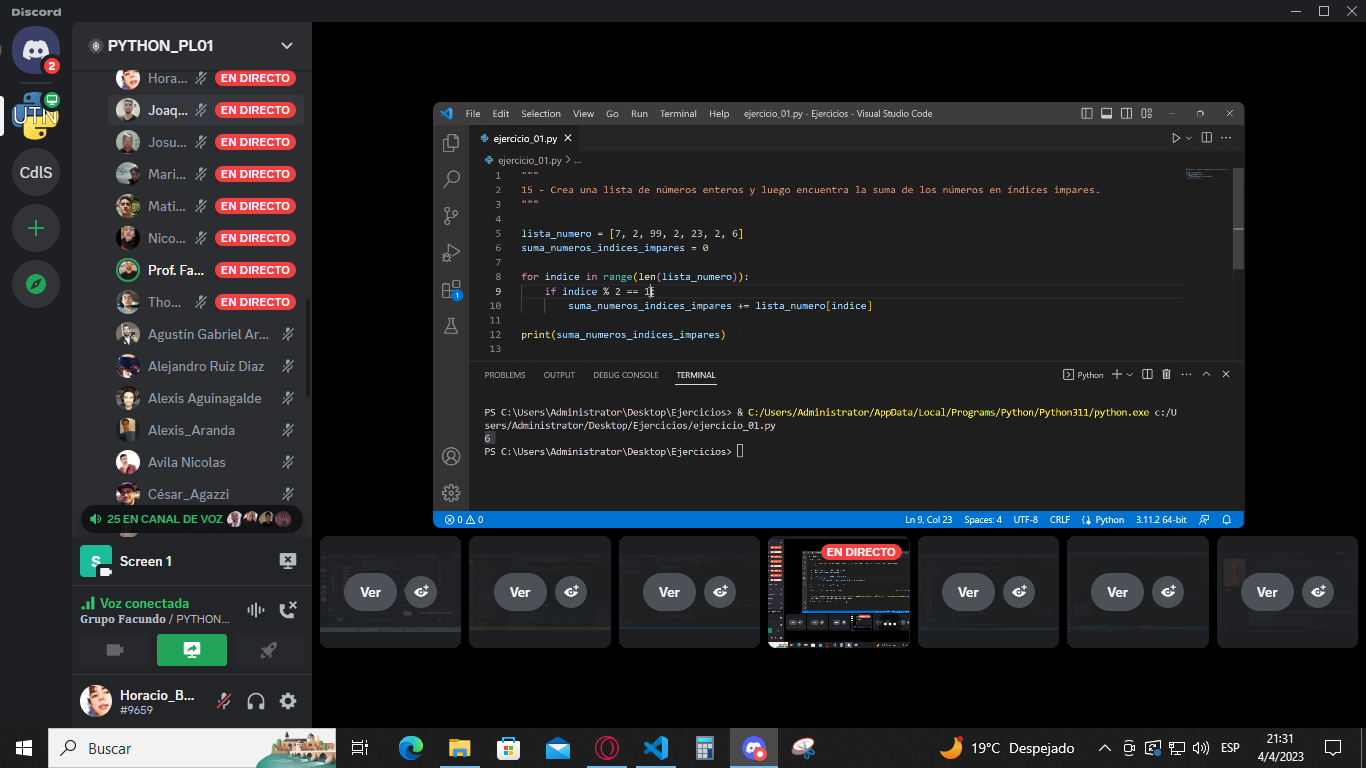 Discord
2
UTN
CdlS
PYTHON_PL01
Hora... EN DIRECTO
Joaq... EN DIRECTO
Josu... EN DIRECTO
Mari... EN DIRECTO
Mati... EN DIRECTO
Nico... EN DIRECTO
Prof. Fa... EN DIRECTO
Tho... EN DIRECTO
Agustín Gabriel Ar...
Alejandro Ruiz Diaz
Alexis Aguinagalde
Alexis_Aranda
Avila Nicolas
César_Agazzi
25 EN CANAL DE VOZ
S Screen 1
Voz conectada
Grupo Facundo / PYTHON...
Horacio_B...
#9659
File Edit Selection View Go Run Terminal Help ejercicio_01.py - Ejercicios - Visual Studio Code
ejercicio_01.py
ejercicio_01.py > ...
1 """
2 15 - Crea una lista de números enteros y luego encuentra la suma de los números en índices impares.
3 """
4
5 lista_numero = [7, 2, 99, 2, 23, 2, 6]
6 suma_numeros_indices_impares = 0
7
8 for indice in range(len(lista_numero)):
9 if indice % 2 == 1:
10 suma_numeros_indices_impares += lista_numero[indice]
11
12 print(suma_numeros_indices_impares)
13
1
PROBLEMS OUTPUT DEBUG CONSOLE TERMINAL Python
PS C:\Users\Administrator\Desktop\Ejercicios> & C:/Users/Administrator/AppData/Local/Programs/Python/Python311/python.exe c:/U
sers/Administrator/Desktop/Ejercicios/ejercicio_01.py
6
PS C:\Users\Administrator\Desktop\Ejercicios>
0 0 Ln 9, Col 23 Spaces: 4 UTF-8 CRLF Python 3.11.2 64-bit
Ver Ver Ver EN DIRECTO Ver Ver Ver
Buscar
19°C Despejado
ESP
21:31
4/4/2023